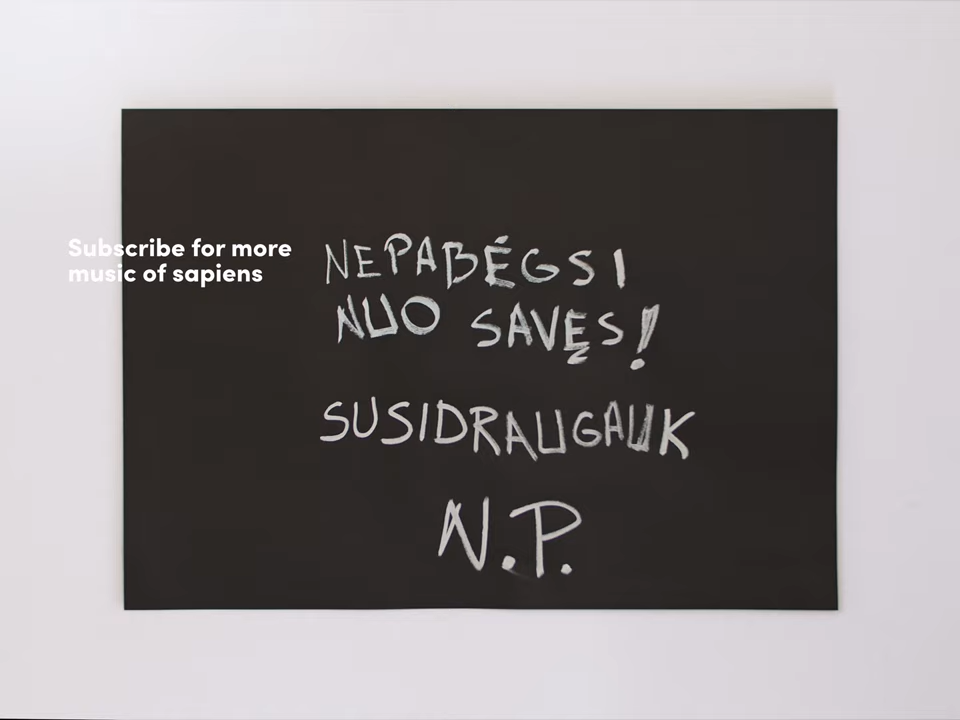 Subscribe for more
music of sapiens
NEPABĖGSI
NUO SAVĘS!
SUSIDRAUGAUK
N.P.